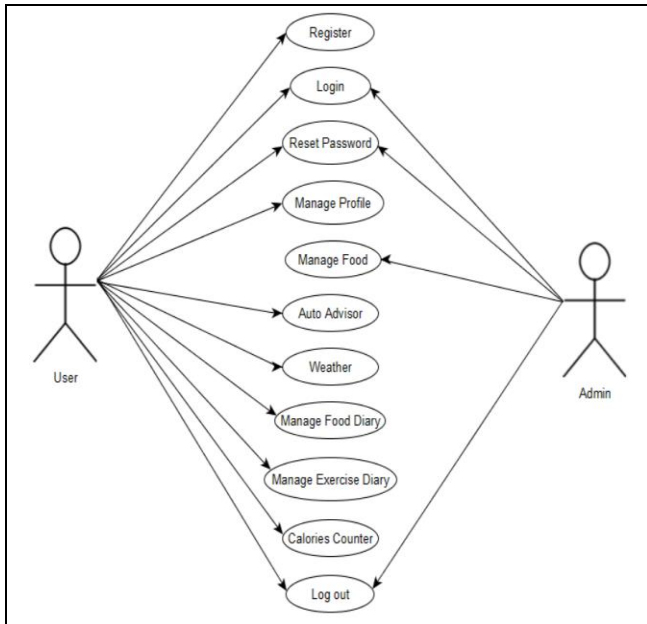 Register
Login
Reset Password
Manage Profile
Manage Food
Auto Advisor
Weather
User
Admin
Manage Food Diary
Manage Exercise Diary
Calories Counter
Log out